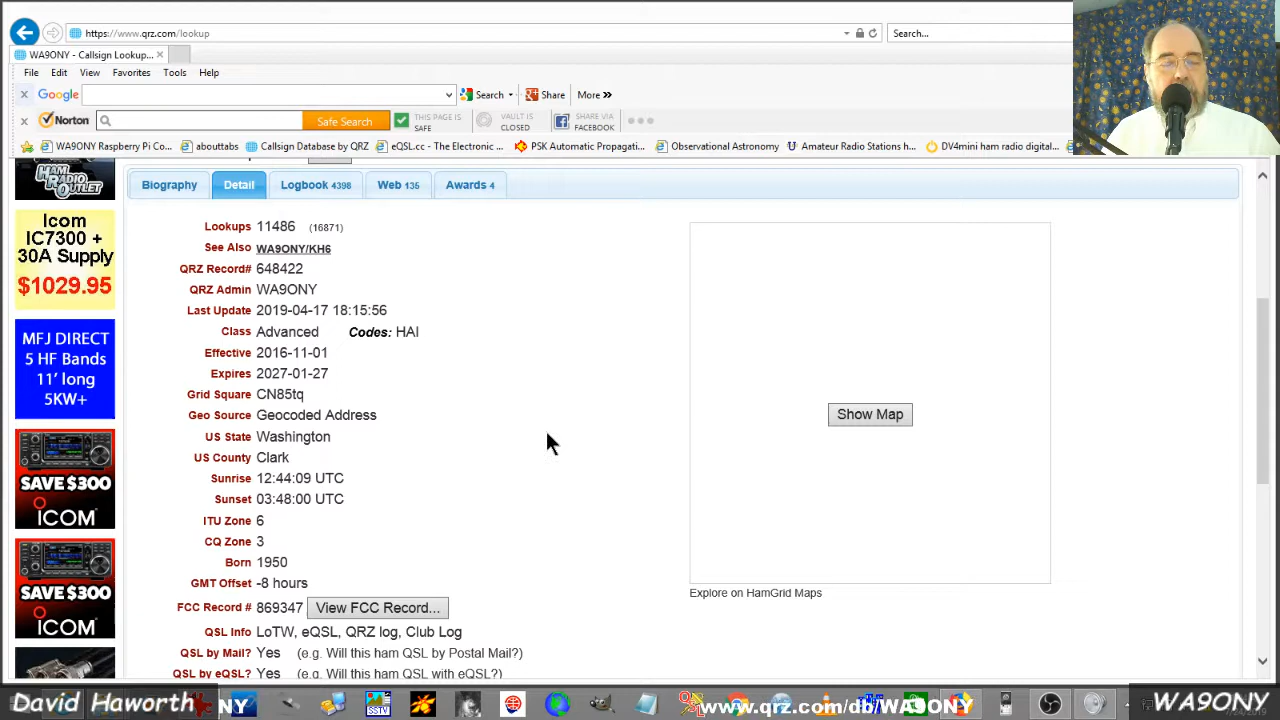 https://www.qrz.com/lookup
Search...
WA9ONY - Callsign Lookup...
File Edit View Favorites Tools Help
Google Search Share More »
Norton Safe Search THIS PAGE IS SAFE VAULT IS CLOSED SHARE VIA FACEBOOK
WA9ONY Raspberry Pi Co... abouttabs Callsign Database by QRZ eQSL.cc - The Electronic ... PSK Automatic Propagati... Observational Astronomy Amateur Radio Stations h... DV4mini ham radio digital...
HAM RADIO OUTLET
Biography Detail Logbook 4398 Web 135 Awards 4
Icom
IC7300 +
30A Supply
$1029.95
MFJ DIRECT
5 HF Bands
11' long
5KW+
SAVE $300
ICOM
SAVE $300
ICOM
Lookups 11486 (16871)
See Also WA9ONY/KH6
QRZ Record# 648422
QRZ Admin WA9ONY
Last Update 2019-04-17 18:15:56
Class Advanced Codes: HAI
Effective 2016-11-01
Expires 2027-01-27
Grid Square CN85tq
Geo Source Geocoded Address
US State Washington
US County Clark
Sunrise 12:44:09 UTC
Sunset 03:48:00 UTC
ITU Zone 6
CQ Zone 3
Born 1950
GMT Offset -8 hours
FCC Record # 869347 View FCC Record...
QSL Info LoTW, eQSL, QRZ log, Club Log
QSL by Mail? Yes (e.g. Will this ham QSL by Postal Mail?)
QSL by eQSL? Yes (e.g. Will this ham QSL with eQSL?)
Show Map
Explore on HamGrid Maps
David Haworth NY SSTV www.qrz.com/db/WA9ONY WA9ONY
7/24/2019